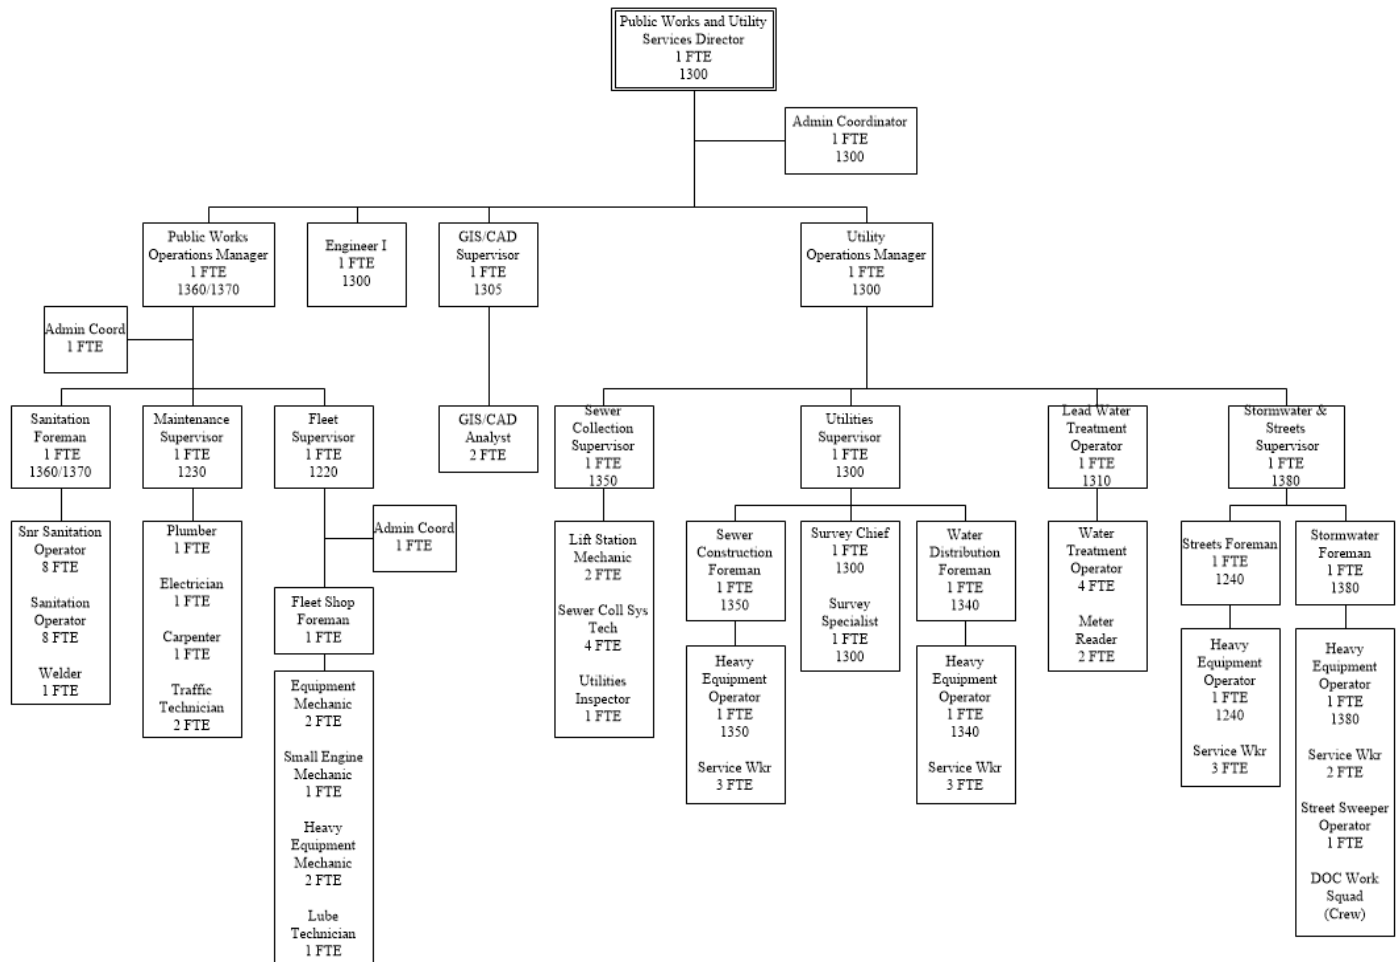 Public Works and Utility
Services Director
1 FTE
1300
Admin Coordinator
1 FTE
1300
Public Works
Operations Manager
1 FTE
1360/1370
Engineer I
1 FTE
1300
GIS/CAD
Supervisor
1 FTE
1305
Utility
Operations Manager
1 FTE
1300
Admin Coord
1 FTE
Sanitation
Foreman
1 FTE
1360/1370
Maintenance
Supervisor
1 FTE
1230
Fleet
Supervisor
1 FTE
1220
GIS/CAD
Analyst
2 FTE
Sewer
Collection
Supervisor
1 FTE
1350
Utilities
Supervisor
1 FTE
1300
Lead Water
Treatment
Operator
1 FTE
1310
Stormwater &
Streets
Supervisor
1 FTE
1380
Snr Sanitation
Operator
8 FTE
Sanitation
Operator
8 FTE
Welder
1 FTE
Plumber
1 FTE
Electrician
1 FTE
Carpenter
1 FTE
Traffic
Technician
2 FTE
Admin Coord
1 FTE
Fleet Shop
Foreman
1 FTE
Equipment
Mechanic
2 FTE
Small Engine
Mechanic
1 FTE
Heavy
Equipment
Mechanic
2 FTE
Lube
Technician
1 FTE
Lift Station
Mechanic
2 FTE
Sewer Coll Sys
Tech
4 FTE
Utilities
Inspector
1 FTE
Sewer
Construction
Foreman
1 FTE
1350
Heavy
Equipment
Operator
1 FTE
1350
Service Wkr
3 FTE
Survey Chief
1 FTE
1300
Survey
Specialist
1 FTE
1300
Water
Distribution
Foreman
1 FTE
1340
Heavy
Equipment
Operator
1 FTE
1340
Service Wkr
3 FTE
Water
Treatment
Operator
4 FTE
Meter
Reader
2 FTE
Streets Foreman
1 FTE
1240
Heavy
Equipment
Operator
1 FTE
1240
Service Wkr
3 FTE
Stormwater
Foreman
1 FTE
1380
Heavy
Equipment
Operator
1 FTE
1380
Service Wkr
2 FTE
Street Sweeper
Operator
1 FTE
DOC Work
Squad
(Crew)